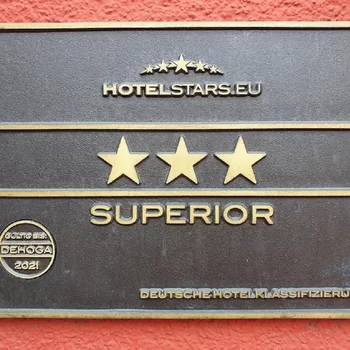 HOTELSTARS.EU
SUPERIOR
GÜLTIG BIS:
DEHOGA
2021
DEUTSCHE HOTELKLASSIFIZIERU